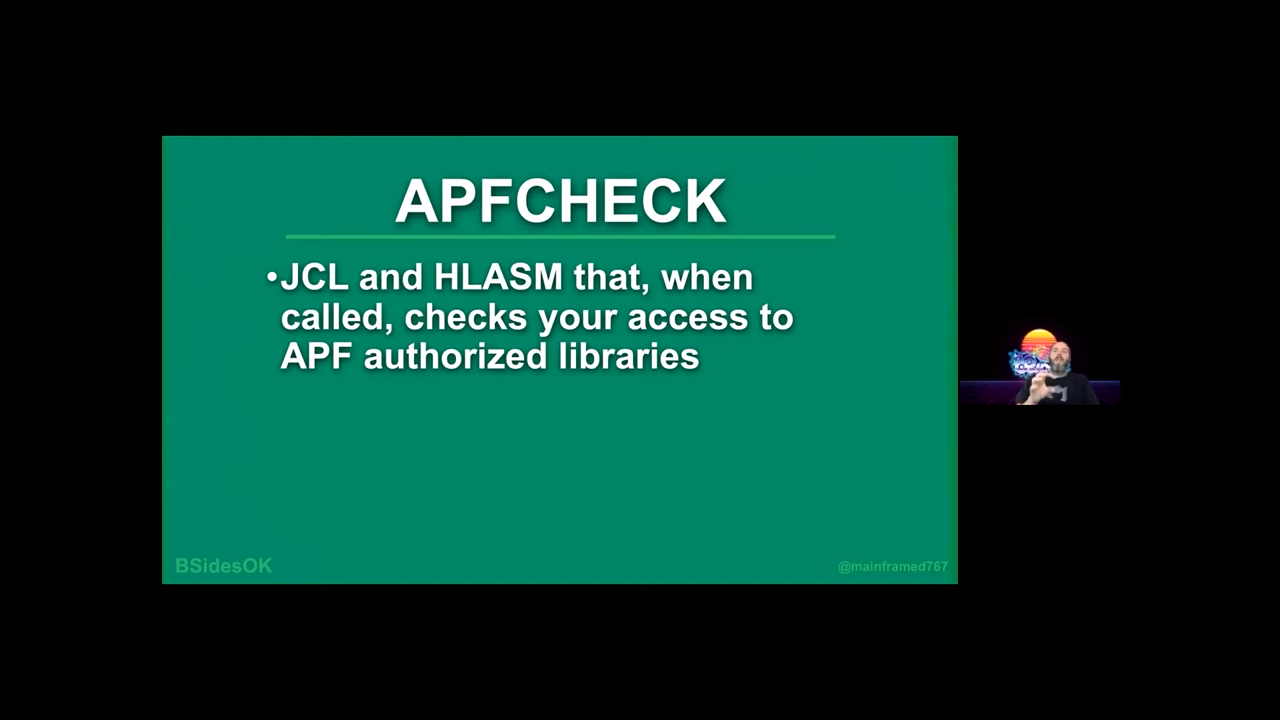 APFCHECK
•JCL and HLASM that, when
called, checks your access to
APF authorized libraries
BSidesOK
@mainframed767